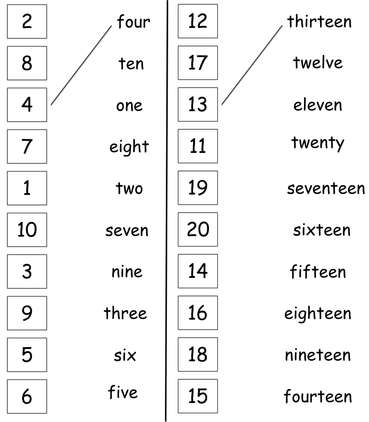 2 four
8 ten
4 one
7 eight
1 two
10 seven
3 nine
9 three
5 six
6 five
12 thirteen
17 twelve
13 eleven
11 twenty
19 seventeen
20 sixteen
14 fifteen
16 eighteen
18 nineteen
15 fourteen